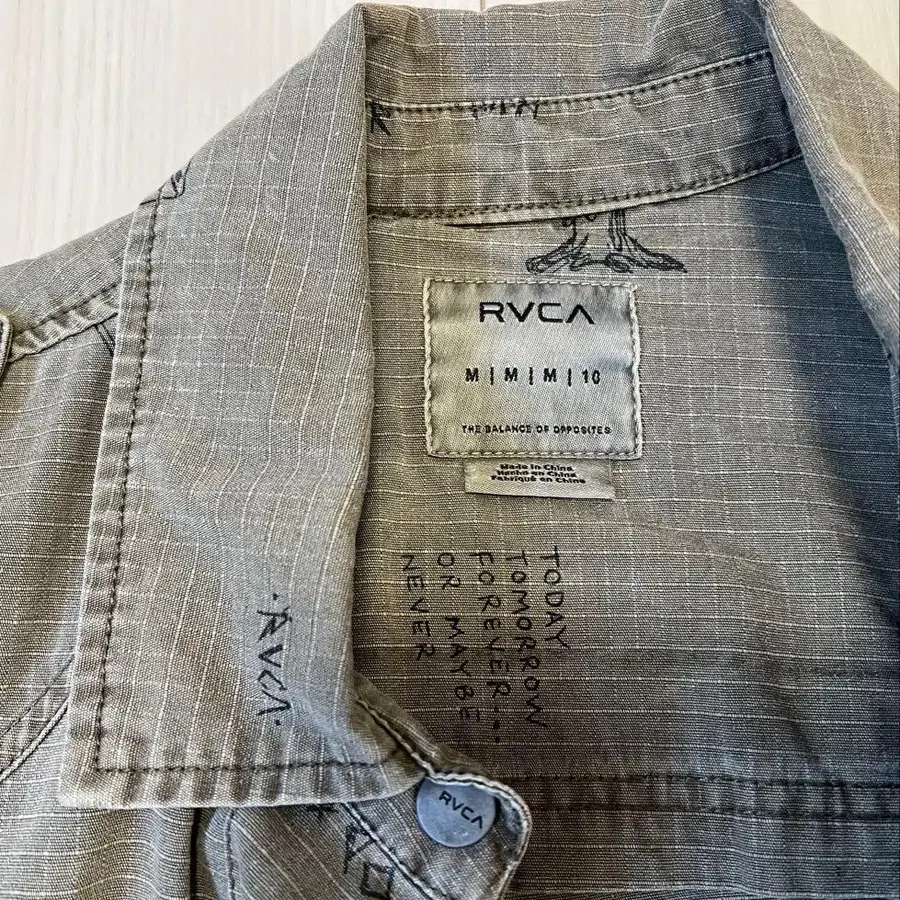 RVCA
M | M | M | 10
THE BALANCE OF OPPOSITES
Made in China
Hecho en China
Fabriqué en Chine
TODAY
TOMORROW
FOREVER...
OR MAYBE
NEVER.
·RVCA·
RVCA